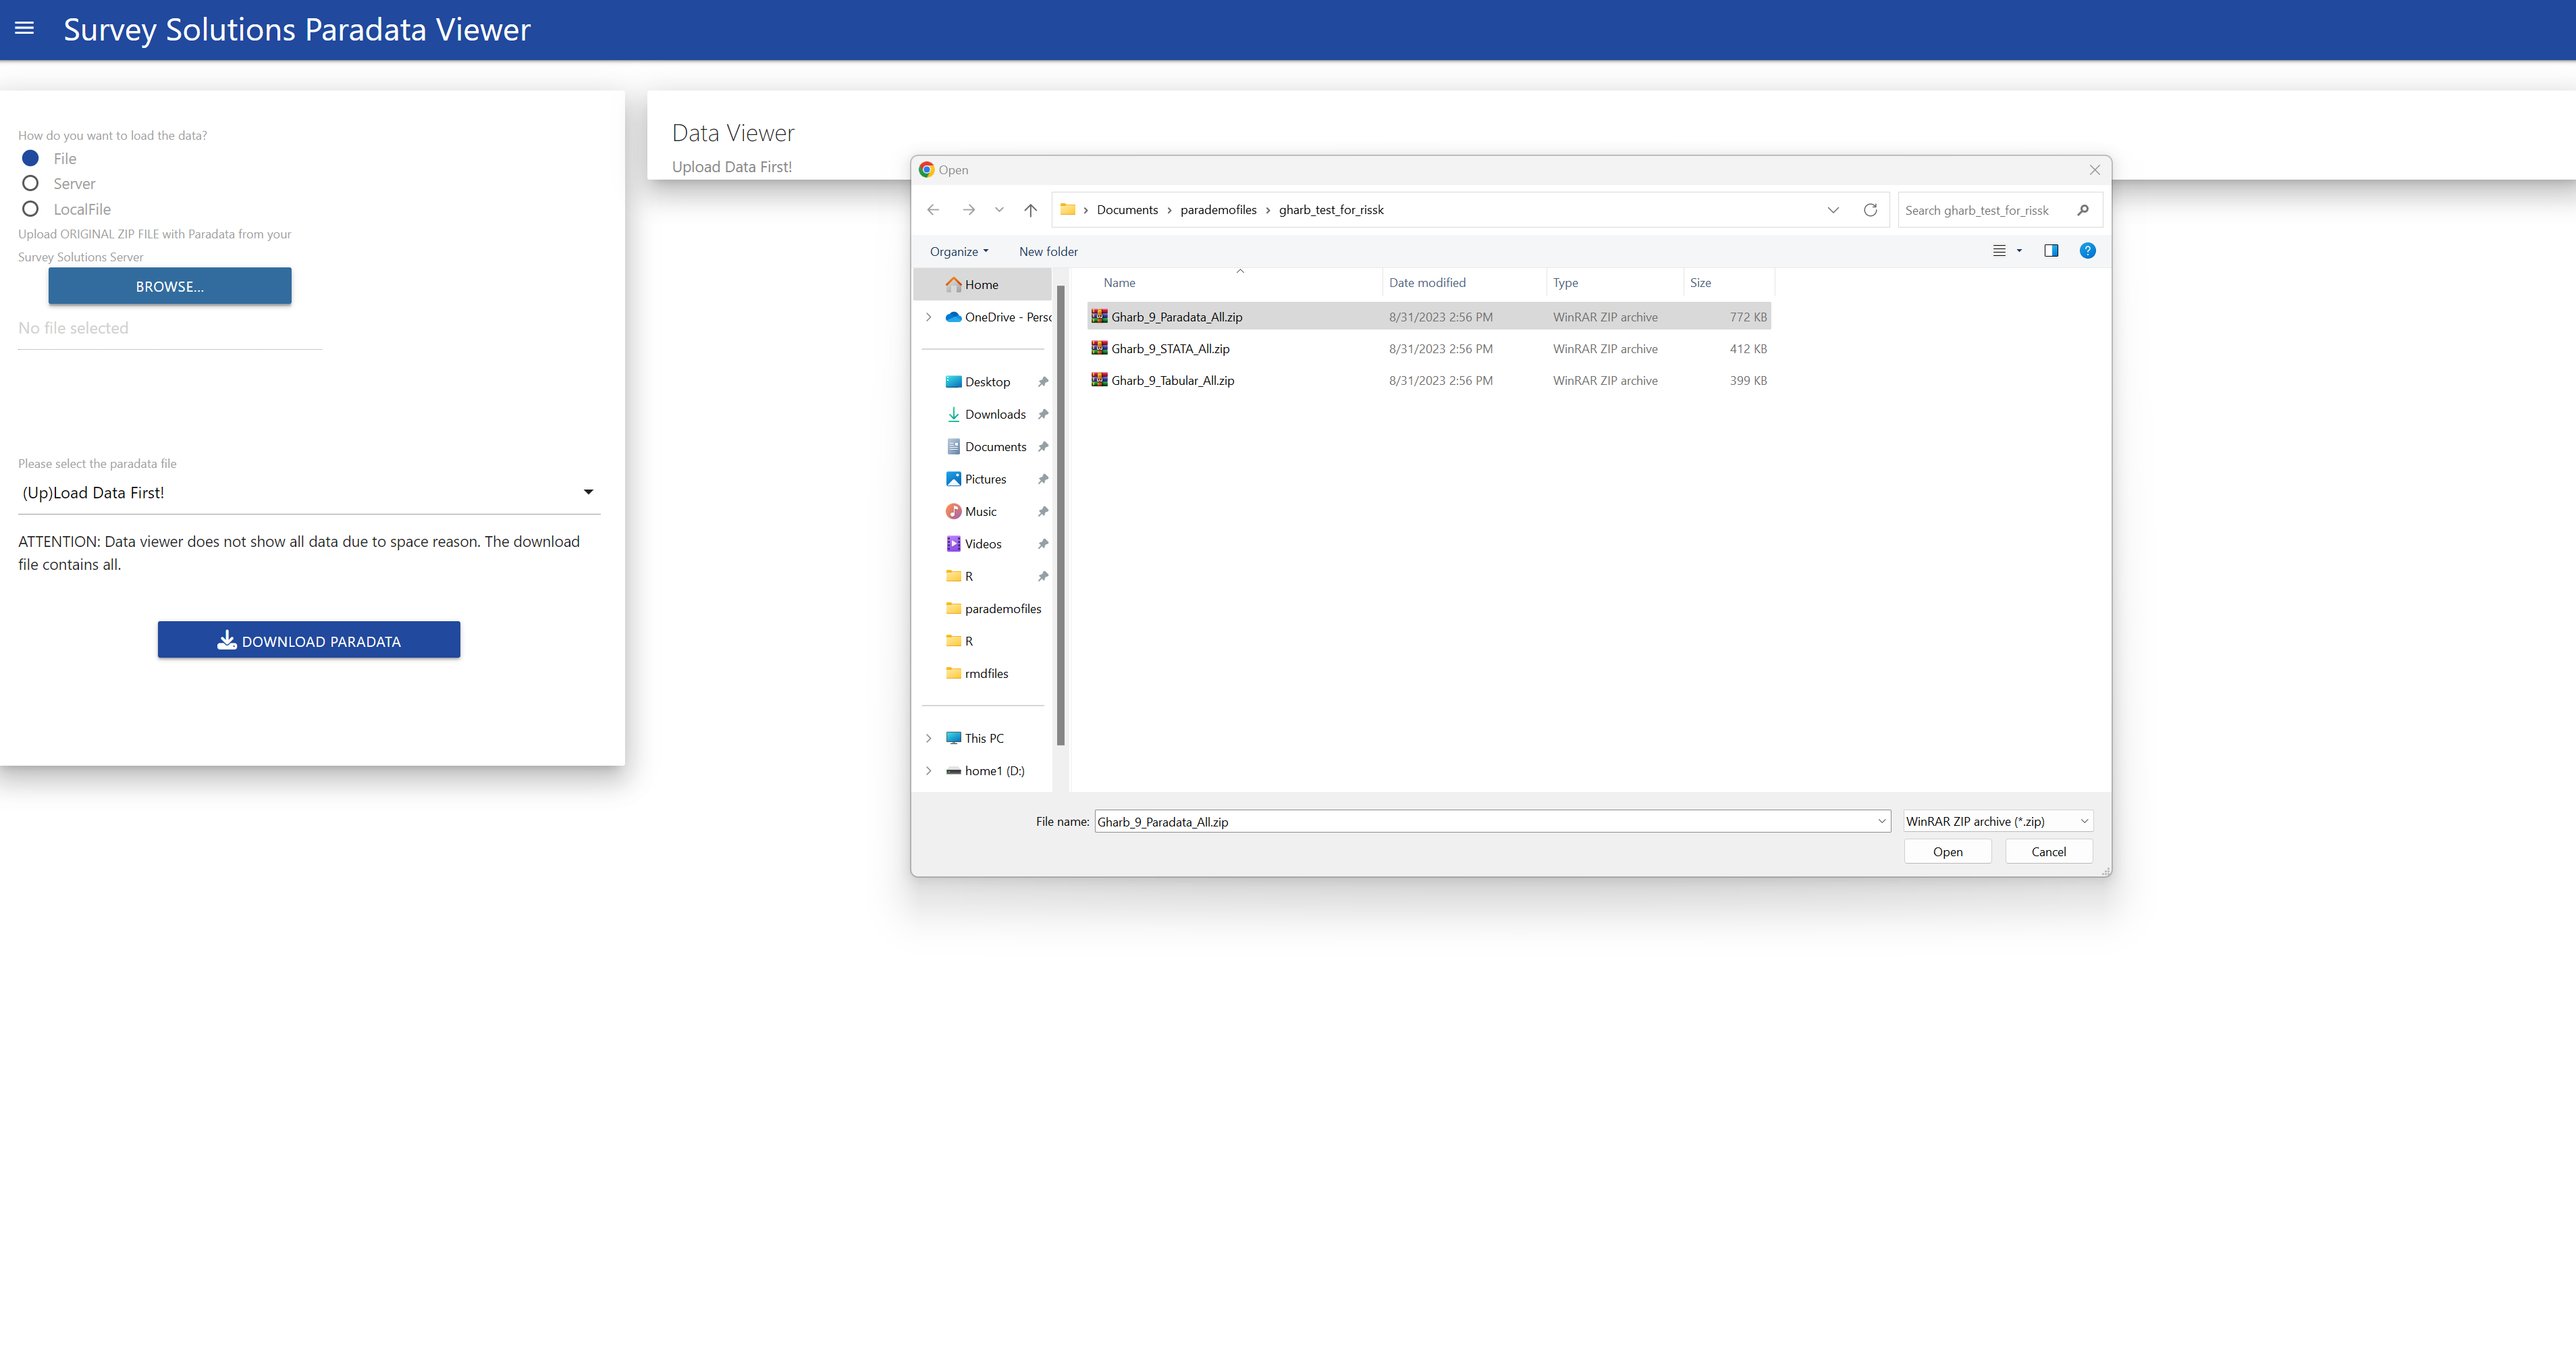 Survey Solutions Paradata Viewer
How do you want to load the data?
File
Server
LocalFile
Upload ORIGINAL ZIP FILE with Paradata from your
Survey Solutions Server
BROWSE...
No file selected
Please select the paradata file
(Up)Load Data First!
ATTENTION: Data viewer does not show all data due to space reason. The download
file contains all.
DOWNLOAD PARADATA
Data Viewer
Upload Data First!
Open
Documents > parademofiles > gharb_test_for_rissk
Search gharb_test_for_rissk
Organize
New folder
Home
OneDrive - Perso
Desktop
Downloads
Documents
Pictures
Music
Videos
R
parademofiles
R
rmdfiles
This PC
home1 (D:)
Name Date modified Type Size
Gharb_9_Paradata_All.zip 8/31/2023 2:56 PM WinRAR ZIP archive 772 KB
Gharb_9_STATA_All.zip 8/31/2023 2:56 PM WinRAR ZIP archive 412 KB
Gharb_9_Tabular_All.zip 8/31/2023 2:56 PM WinRAR ZIP archive 399 KB
File name: Gharb_9_Paradata_All.zip
WinRAR ZIP archive (*.zip)
Open
Cancel